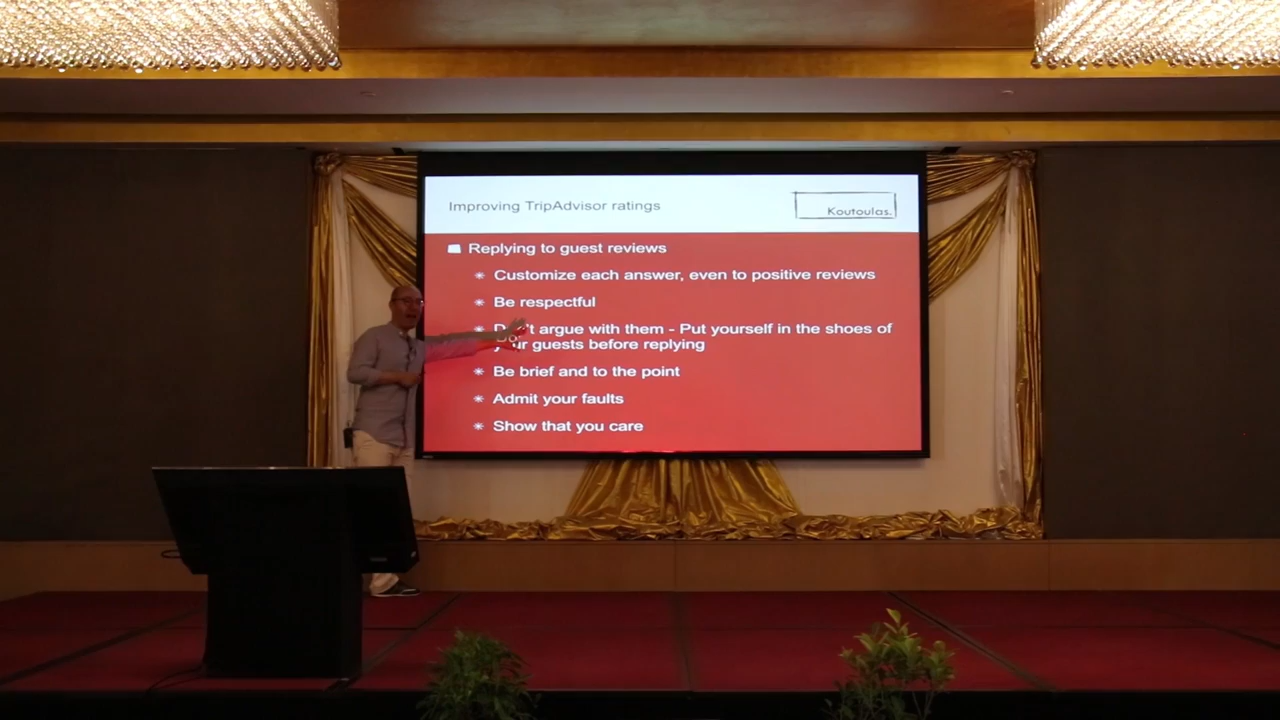 Improving TripAdvisor ratings
Koutoulas.
Replying to guest reviews
Customize each answer, even to positive reviews
Be respectful
Don't argue with them - Put yourself in the shoes of
your guests before replying
Be brief and to the point
Admit your faults
Show that you care